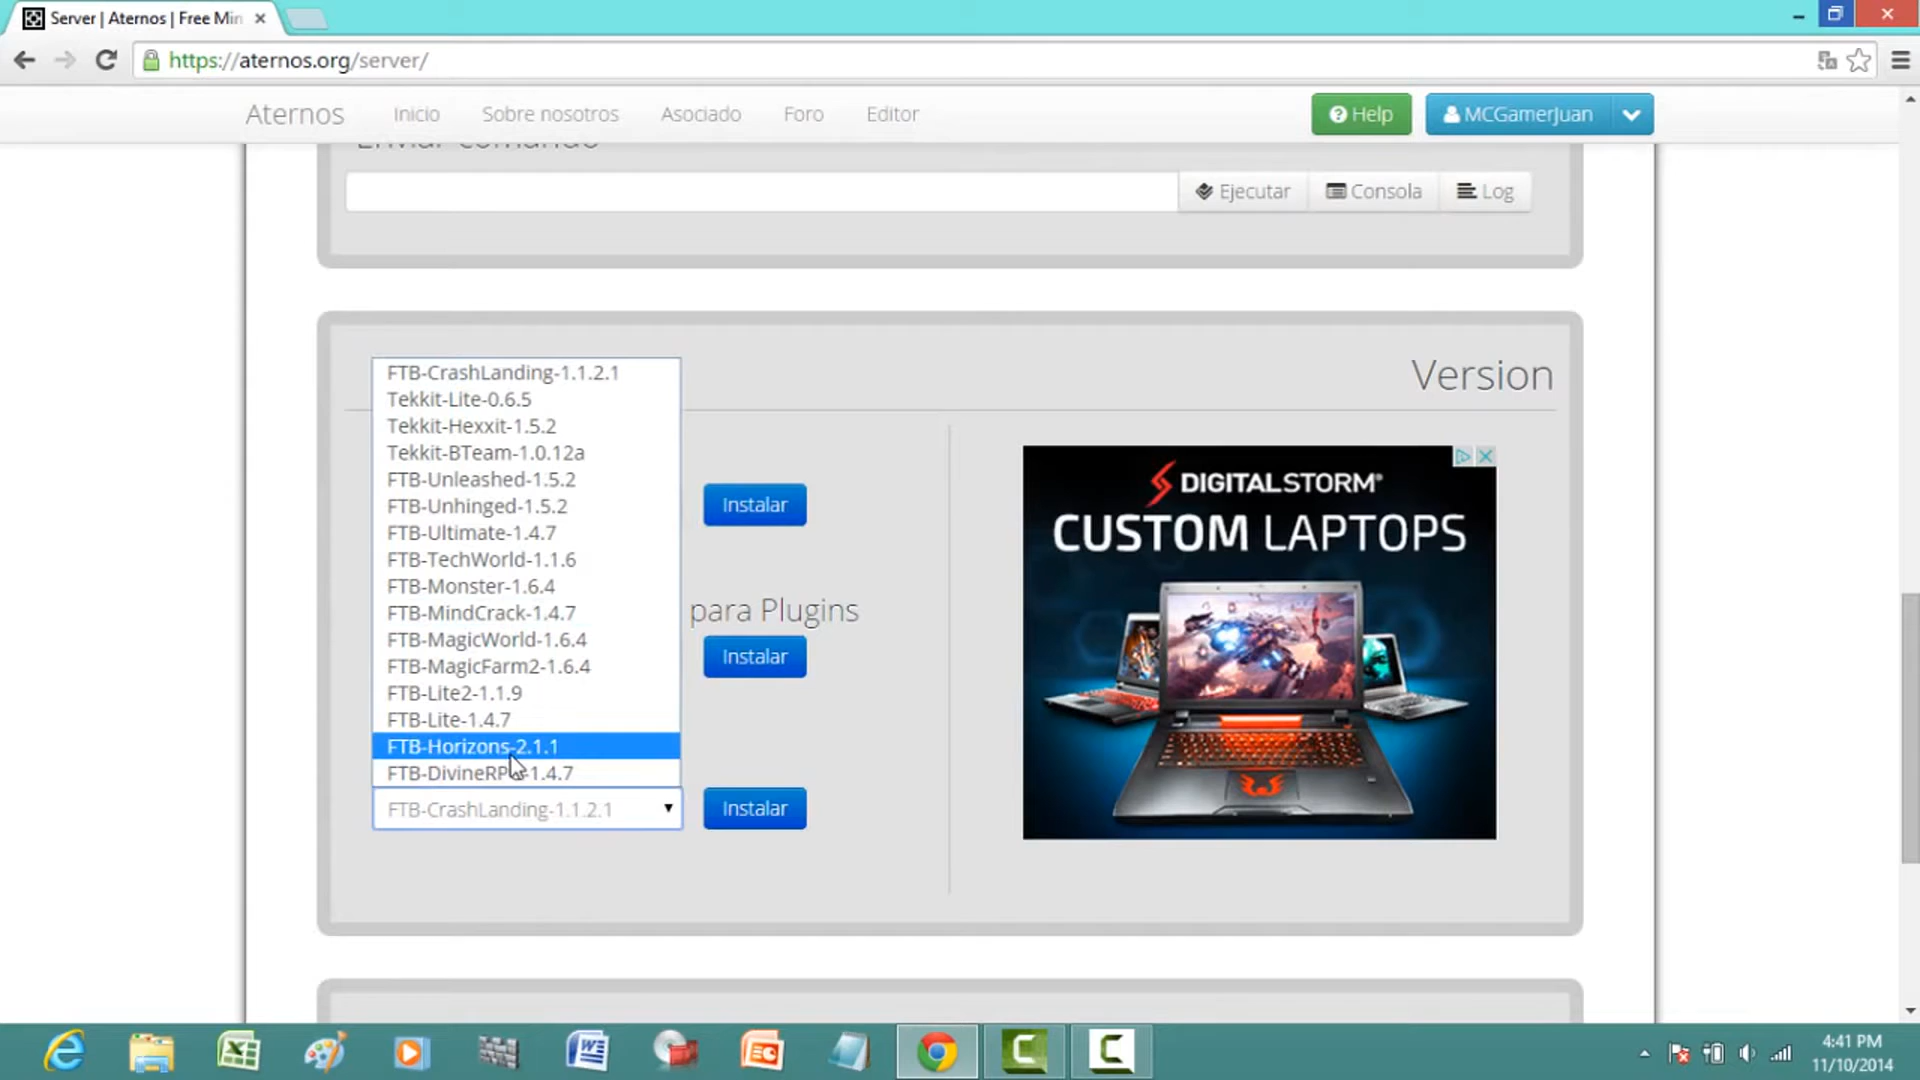 Server | Aternos | Free Min
https://aternos.org/server/
Aternos Inicio Sobre nosotros Asociado Foro Editor Help MCGamerJuan
Enviar comando
Ejecutar Consola Log
Version
FTB-CrashLanding-1.1.2.1
Tekkit-Lite-0.6.5
Tekkit-Hexxit-1.5.2
Tekkit-BTeam-1.0.12a
FTB-Unleashed-1.5.2
FTB-Unhinged-1.5.2
FTB-Ultimate-1.4.7
FTB-TechWorld-1.1.6
FTB-Monster-1.6.4
FTB-MindCrack-1.4.7
FTB-MagicWorld-1.6.4
FTB-MagicFarm2-1.6.4
FTB-Lite2-1.1.9
FTB-Lite-1.4.7
FTB-Horizons-2.1.1
FTB-DivineRPG-1.4.7
FTB-CrashLanding-1.1.2.1
Instalar
para Plugins
Instalar
Instalar
DIGITALSTORM®
CUSTOM LAPTOPS
4:41 PM
11/10/2014